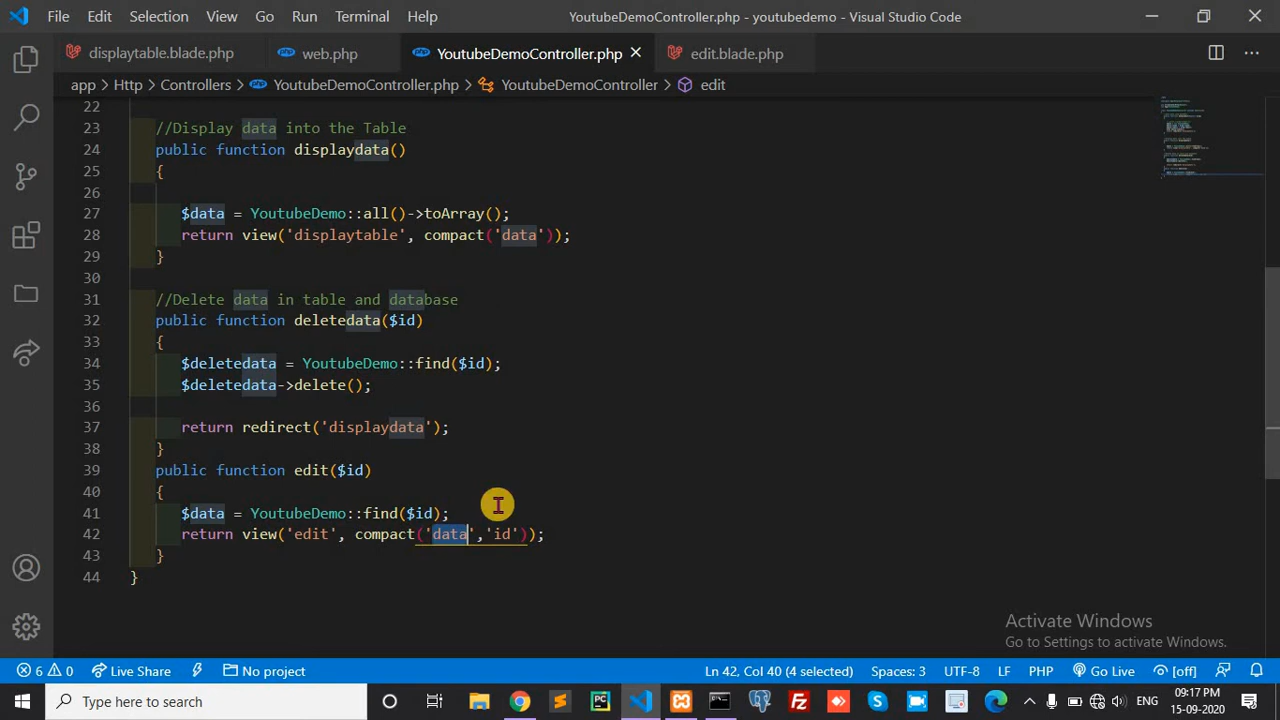 File Edit Selection View Go Run Terminal Help YoutubeDemoController.php - youtubedemo - Visual Studio Code
displaytable.blade.php web.php YoutubeDemoController.php edit.blade.php
app > Http > Controllers > YoutubeDemoController.php > YoutubeDemoController > edit
22
23 //Display data into the Table
24 public function displaydata()
25 {
26
27 $data = YoutubeDemo::all()->toArray();
28 return view('displaytable', compact('data'));
29 }
30
31 //Delete data in table and database
32 public function deletedata($id)
33 {
34 $deletedata = YoutubeDemo::find($id);
35 $deletedata->delete();
36
37 return redirect('displaydata');
38 }
39 public function edit($id)
40 {
41 $data = YoutubeDemo::find($id);
42 return view('edit', compact('data','id'));
43 }
44 }
Activate Windows
Go to Settings to activate Windows.
6 0 Live Share No project Ln 42, Col 40 (4 selected) Spaces: 3 UTF-8 LF PHP Go Live [off]
Type here to search ENG 09:17 PM
15-09-2020